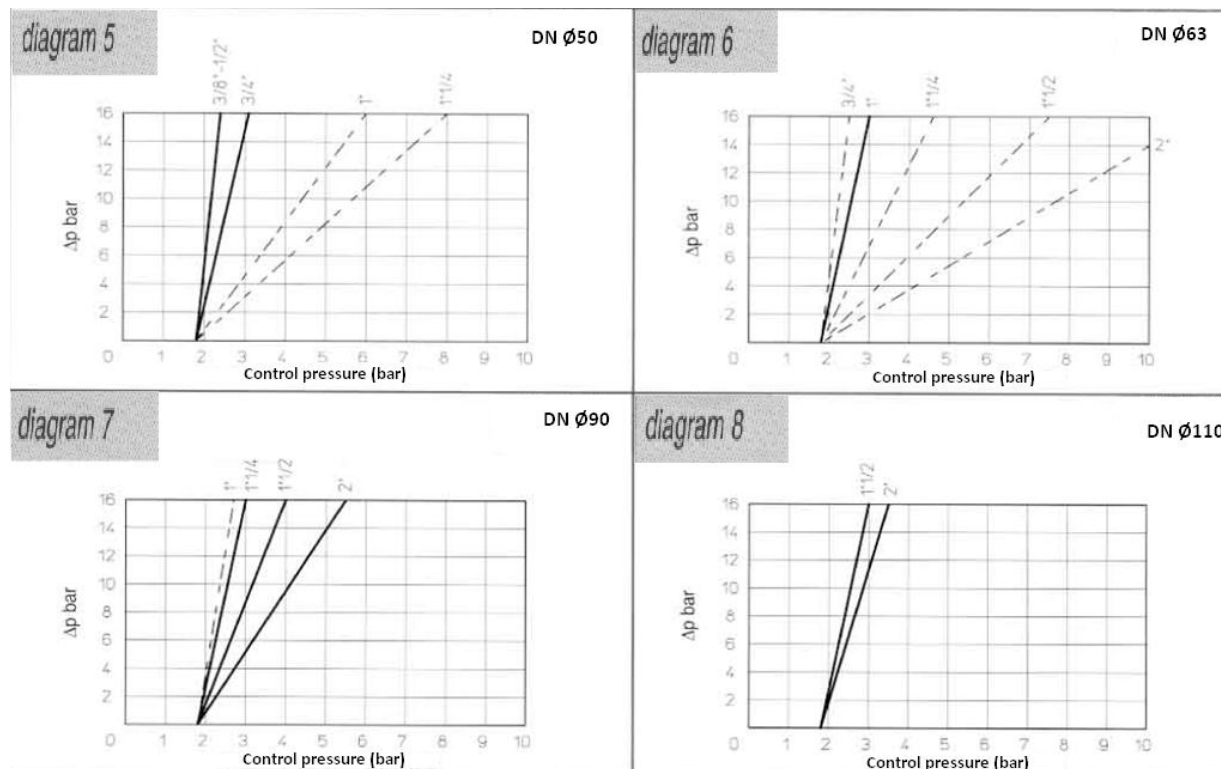 diagram 5
DN Ø50
3/8"-1/2"
3/4"
1"
1"1/4
16
14
12
10
8
6
4
2
Δp bar
0 1 2 3 4 5 6 7 8 9 10
Control pressure (bar)
diagram 6
DN Ø63
3/4"
1"
1"1/4
1"1/2
2"
16
14
12
10
8
6
4
2
Δp bar
0 1 2 3 4 5 6 7 8 9 10
Control pressure (bar)
diagram 7
DN Ø90
1"
1"1/4
1"1/2
2"
16
14
12
10
8
6
4
2
Δp bar
0 1 2 3 4 5 6 7 8 9 10
Control pressure (bar)
diagram 8
DN Ø110
1"1/2
2"
16
14
12
10
8
6
4
2
Δp bar
0 1 2 3 4 5 6 7 8 9 10
Control pressure (bar)